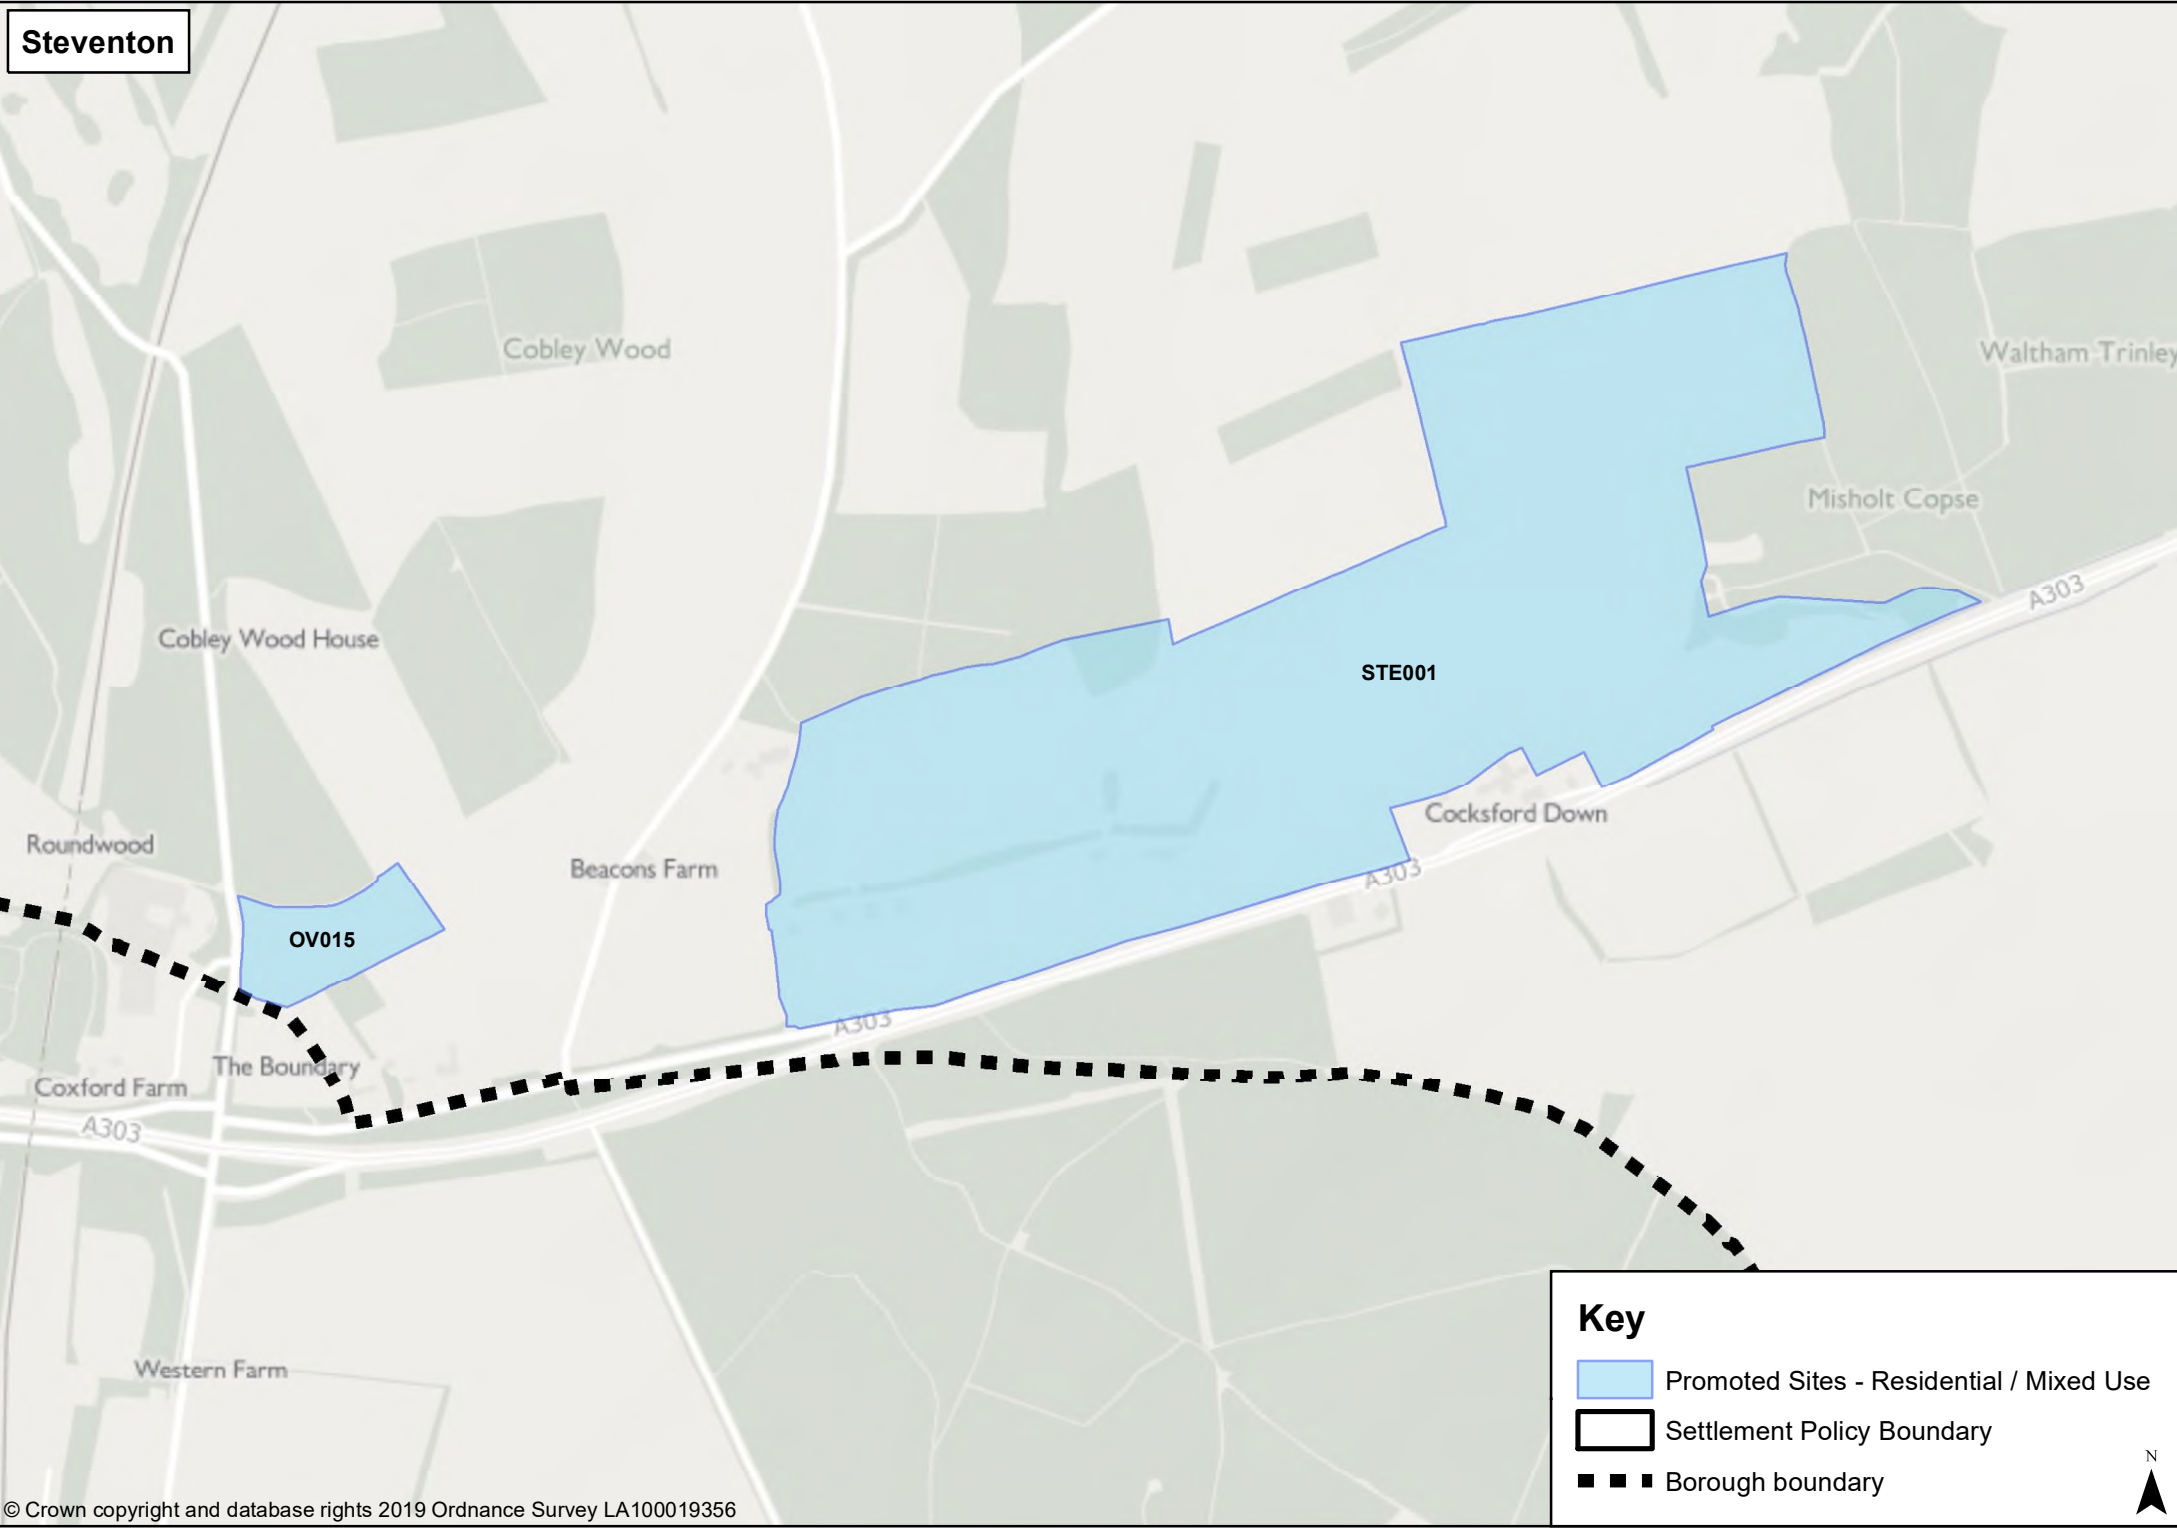 Steventon
Cobley Wood
Waltham Trinley
Misholt Copse
A303
Cobley Wood House
STE001
Cocksford Down
Roundwood
Beacons Farm
A303
OV015
A303
The Boundary
Coxford Farm
A303
Western Farm
Key
Promoted Sites - Residential / Mixed Use
Settlement Policy Boundary
Borough boundary
N
© Crown copyright and database rights 2019 Ordnance Survey LA100019356